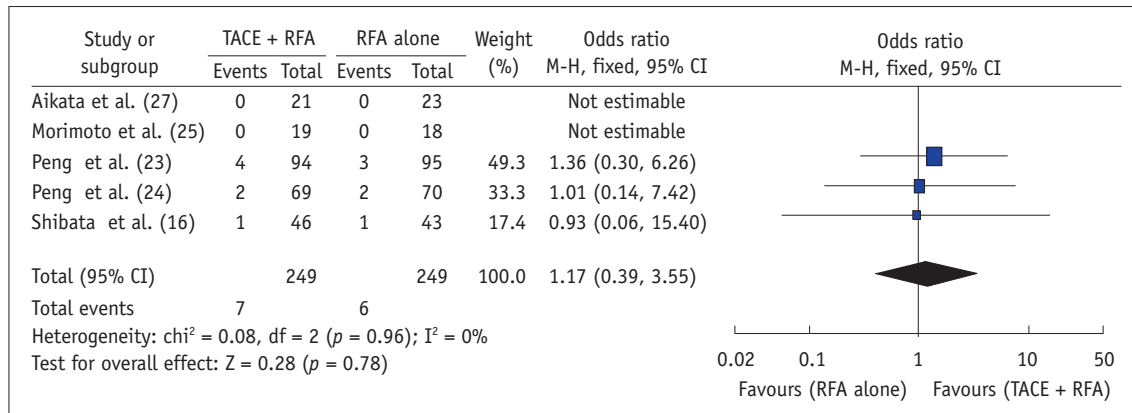 Study or subgroup TACE + RFA RFA alone Weight (%) Odds ratio M-H, fixed, 95% CI Odds ratio M-H, fixed, 95% CI
Events Total Events Total
Aikata et al. (27) 0 21 0 23 Not estimable
Morimoto et al. (25) 0 19 0 18 Not estimable
Peng et al. (23) 4 94 3 95 49.3 1.36 (0.30, 6.26)
Peng et al. (24) 2 69 2 70 33.3 1.01 (0.14, 7.42)
Shibata et al. (16) 1 46 1 43 17.4 0.93 (0.06, 15.40)
Total (95% CI) 249 249 100.0 1.17 (0.39, 3.55)
Total events 7 6
Heterogeneity: chi² = 0.08, df = 2 (p = 0.96); I² = 0%
Test for overall effect: Z = 0.28 (p = 0.78)
0.02 0.1 1 10 50
Favours (RFA alone) Favours (TACE + RFA)